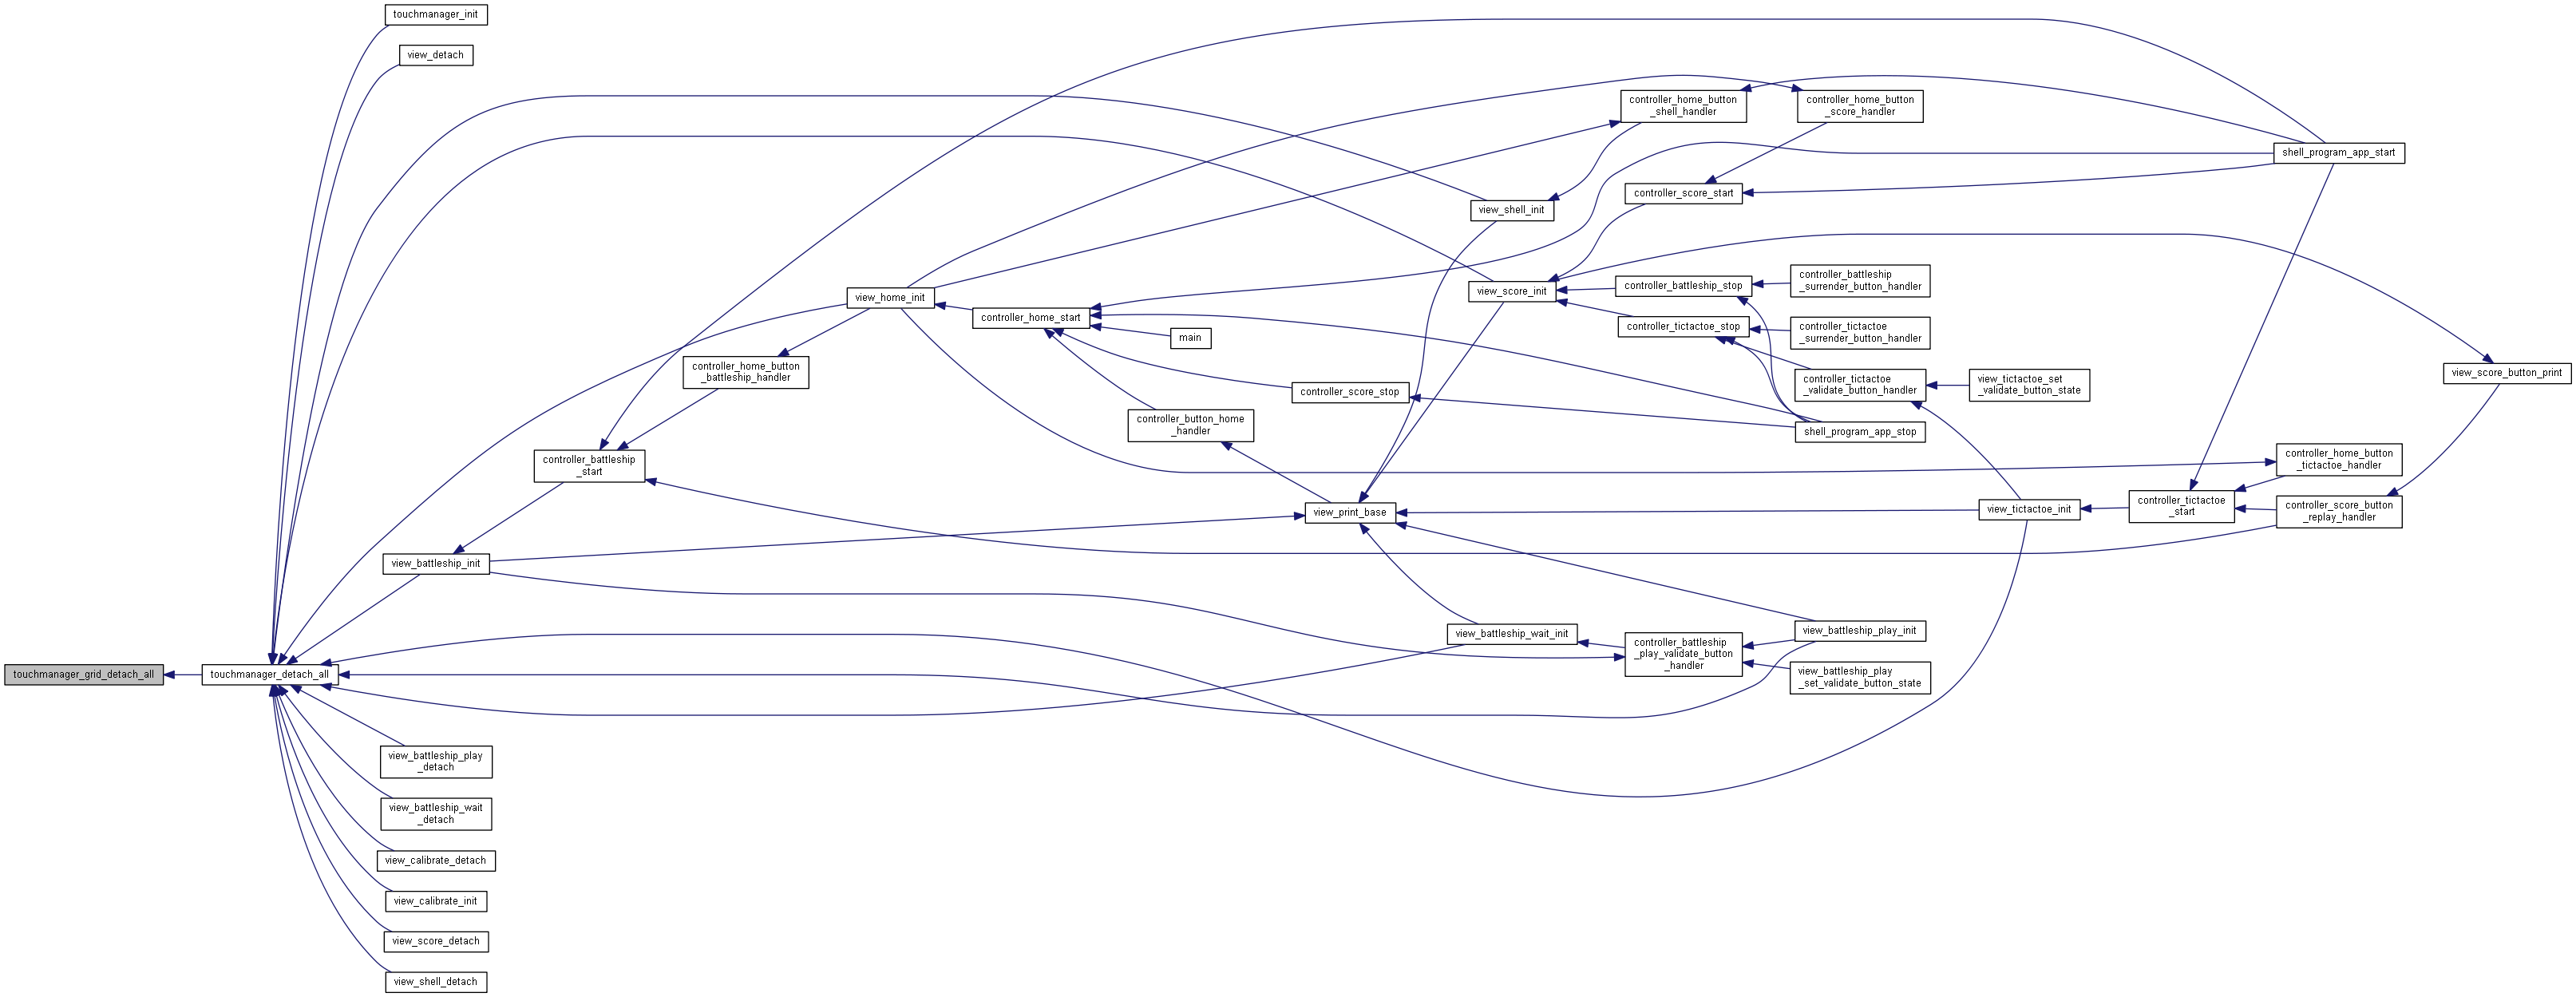 touchmanager_init
view_detach
controller_home_button
_shell_handler
controller_home_button
_score_handler
shell_program_app_start
controller_score_start
view_shell_init
view_home_init
view_score_init
controller_battleship_stop
controller_battleship
_surrender_button_handler
controller_home_start
controller_tictactoe_stop
controller_tictactoe
_surrender_button_handler
main
controller_home_button
_battleship_handler
view_score_button_print
controller_tictactoe
_validate_button_handler
view_tictactoe_set
_validate_button_state
controller_score_stop
controller_button_home
_handler
shell_program_app_stop
controller_battleship
_start
controller_home_button
_tictactoe_handler
view_print_base
view_tictactoe_init
controller_tictactoe
_start
controller_score_button
_replay_handler
view_battleship_init
view_battleship_wait_init
controller_battleship
_play_validate_button
_handler
view_battleship_play_init
view_battleship_play
_set_validate_button_state
touchmanager_grid_detach_all
touchmanager_detach_all
view_battleship_play
_detach
view_battleship_wait
_detach
view_calibrate_detach
view_calibrate_init
view_score_detach
view_shell_detach